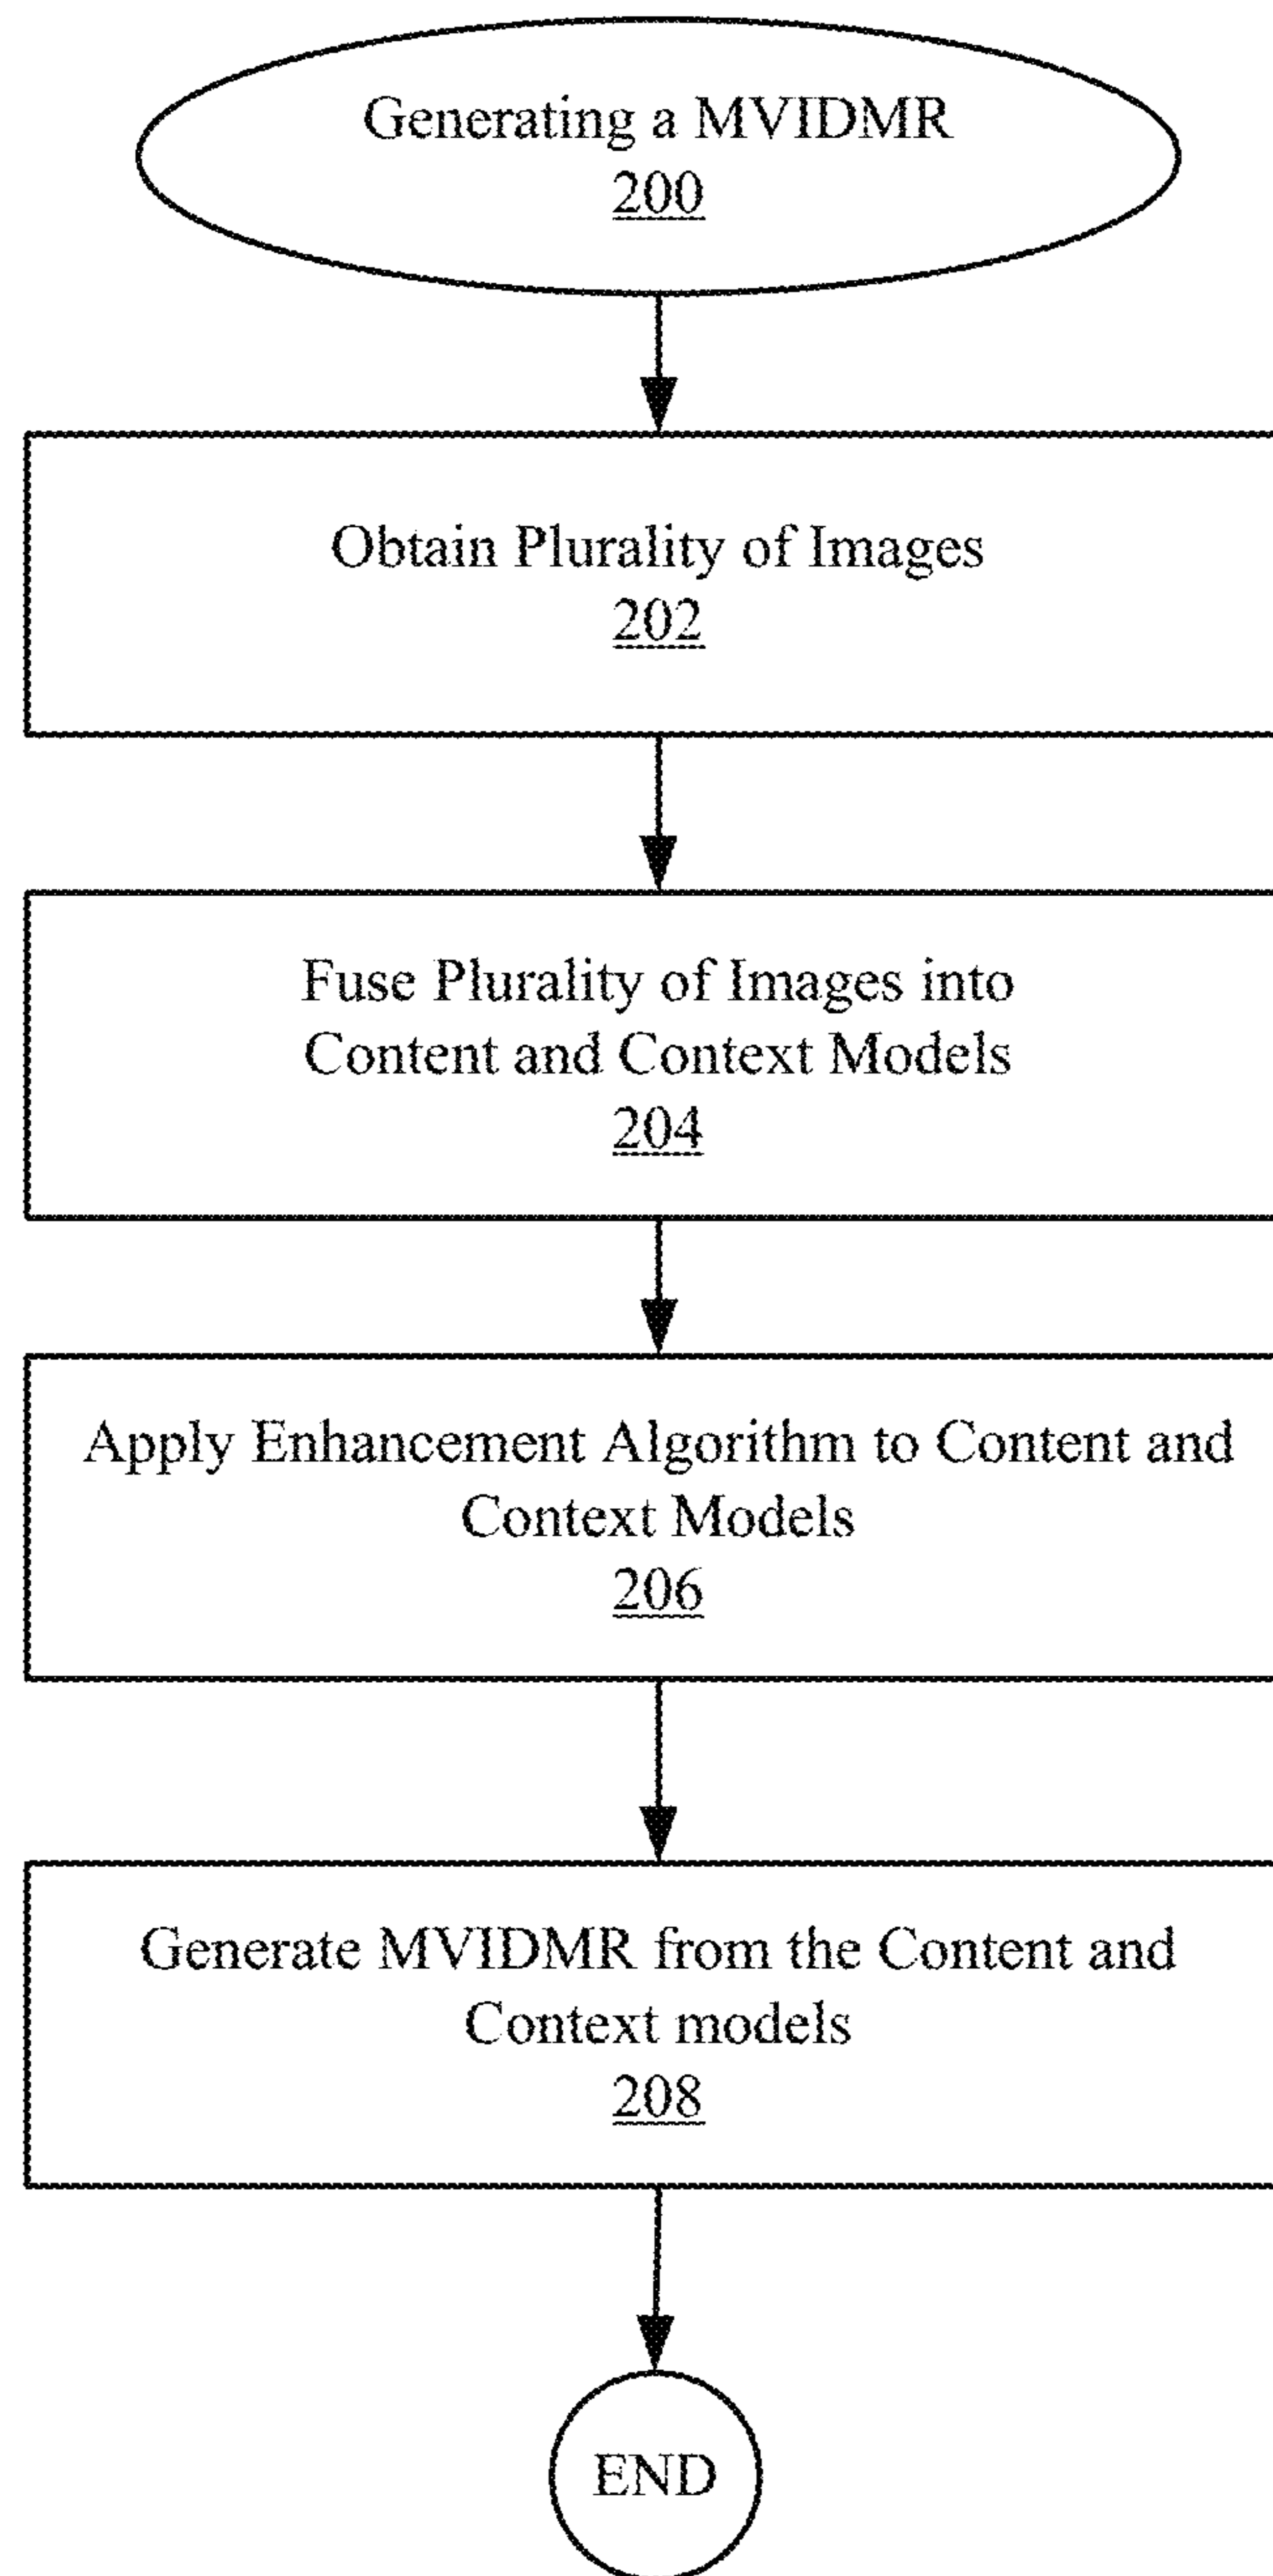 Generating a MVIDMR
200
Obtain Plurality of Images
202
Fuse Plurality of Images into
Content and Context Models
204
Apply Enhancement Algorithm to Content and
Context Models
206
Generate MVIDMR from the Content and
Context models
208
END